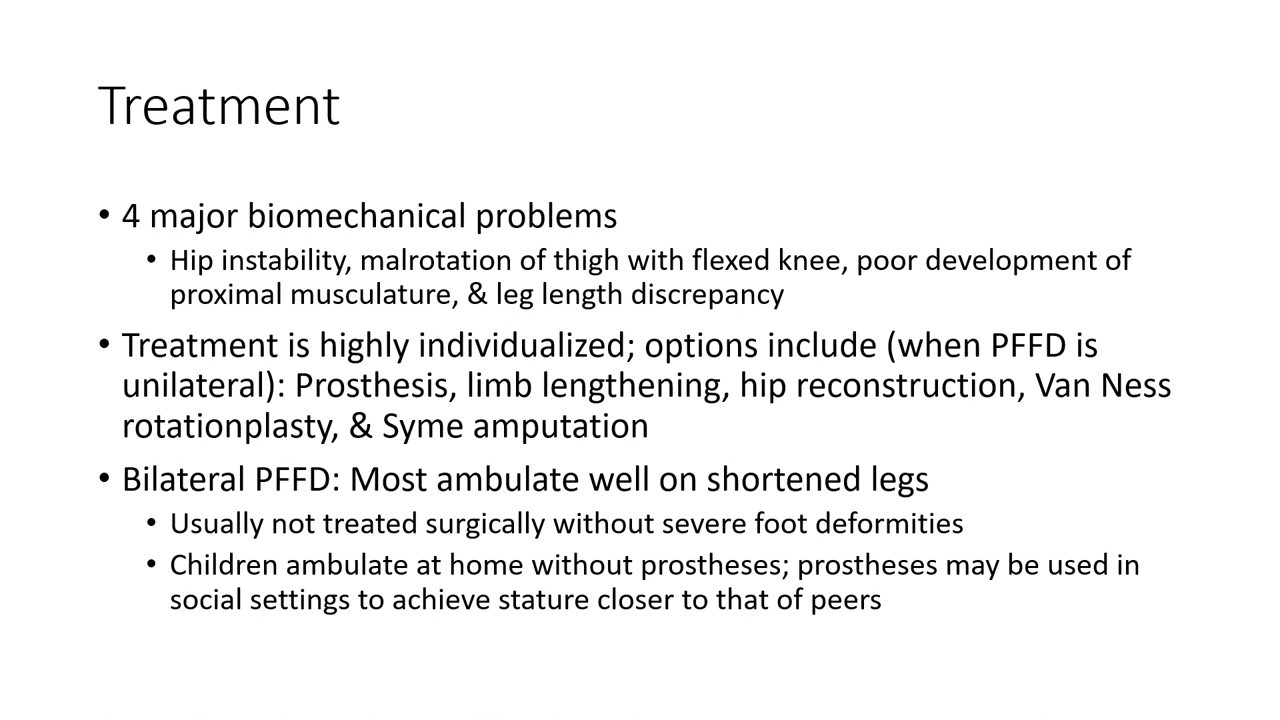 Treatment
• 4 major biomechanical problems
• Hip instability, malrotation of thigh with flexed knee, poor development of
proximal musculature, & leg length discrepancy
• Treatment is highly individualized; options include (when PFFD is
unilateral): Prosthesis, limb lengthening, hip reconstruction, Van Ness
rotationplasty, & Syme amputation
• Bilateral PFFD: Most ambulate well on shortened legs
• Usually not treated surgically without severe foot deformities
• Children ambulate at home without prostheses; prostheses may be used in
social settings to achieve stature closer to that of peers